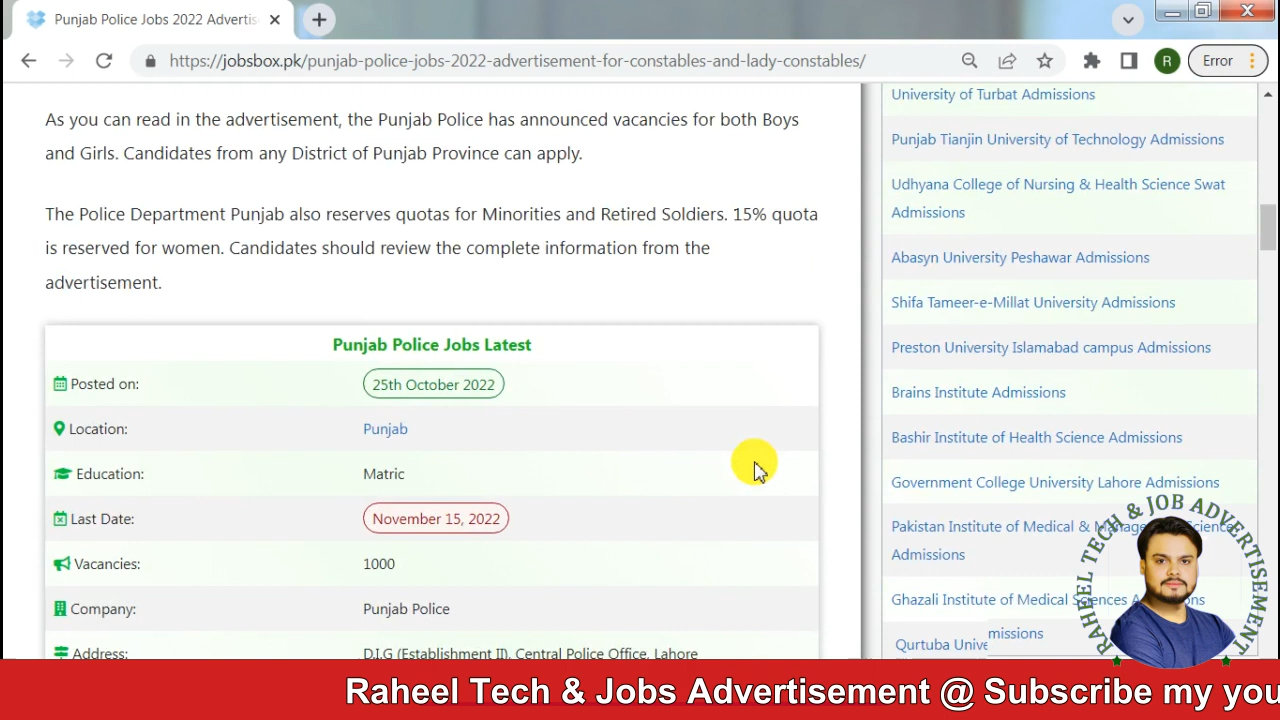 Punjab Police Jobs 2022 Advertis
https://jobsbox.pk/punjab-police-jobs-2022-advertisement-for-constables-and-lady-constables/
R
Error
As you can read in the advertisement, the Punjab Police has announced vacancies for both Boys
and Girls. Candidates from any District of Punjab Province can apply.
The Police Department Punjab also reserves quotas for Minorities and Retired Soldiers. 15% quota
is reserved for women. Candidates should review the complete information from the
advertisement.
Punjab Police Jobs Latest
Posted on: 25th October 2022
Location: Punjab
Education: Matric
Last Date: November 15, 2022
Vacancies: 1000
Company: Punjab Police
Address: D.I.G (Establishment II), Central Police Office, Lahore
University of Turbat Admissions
Punjab Tianjin University of Technology Admissions
Udhyana College of Nursing & Health Science Swat
Admissions
Abasyn University Peshawar Admissions
Shifa Tameer-e-Millat University Admissions
Preston University Islamabad campus Admissions
Brains Institute Admissions
Bashir Institute of Health Science Admissions
Government College University Lahore Admissions
Pakistan Institute of Medical &
Admissions
Ghazali Institute of Medical Sciences
Qurtuba Unive
missions
RAHEEL TECH & JOB ADVERTISEMENT
Raheel Tech & Jobs Advertisement @ Subscribe my you